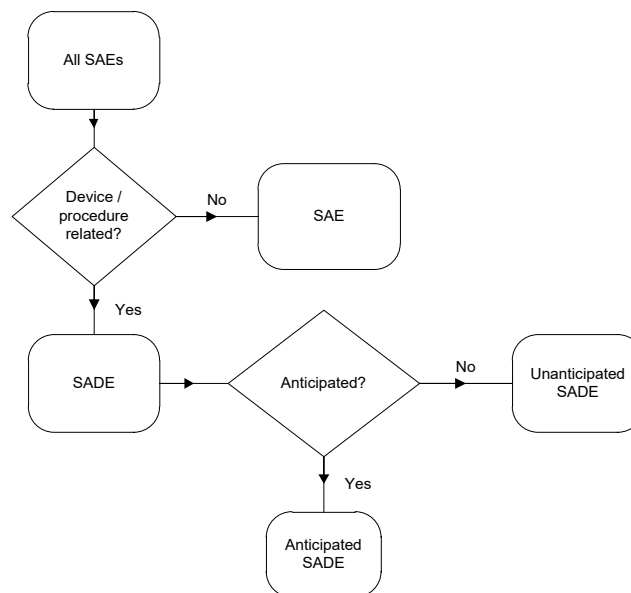 All SAEs
Device /
procedure
related?
No
SAE
Yes
SADE
Anticipated?
No
Unanticipated
SADE
Yes
Anticipated
SADE